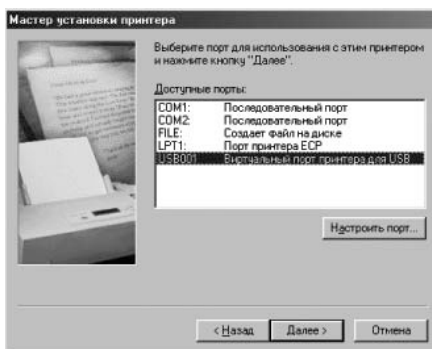 Мастер установки принтера
Выберите порт для использования с этим принтером
и нажмите кнопку "Далее".
Доступные порты:
COM1: Последовательный порт
COM2: Последовательный порт
FILE: Создает файл на диске
LPT1: Порт принтера ECP
USB001 Виртуальный порт принтера для USB
Настроить порт...
< Назад Далее > Отмена